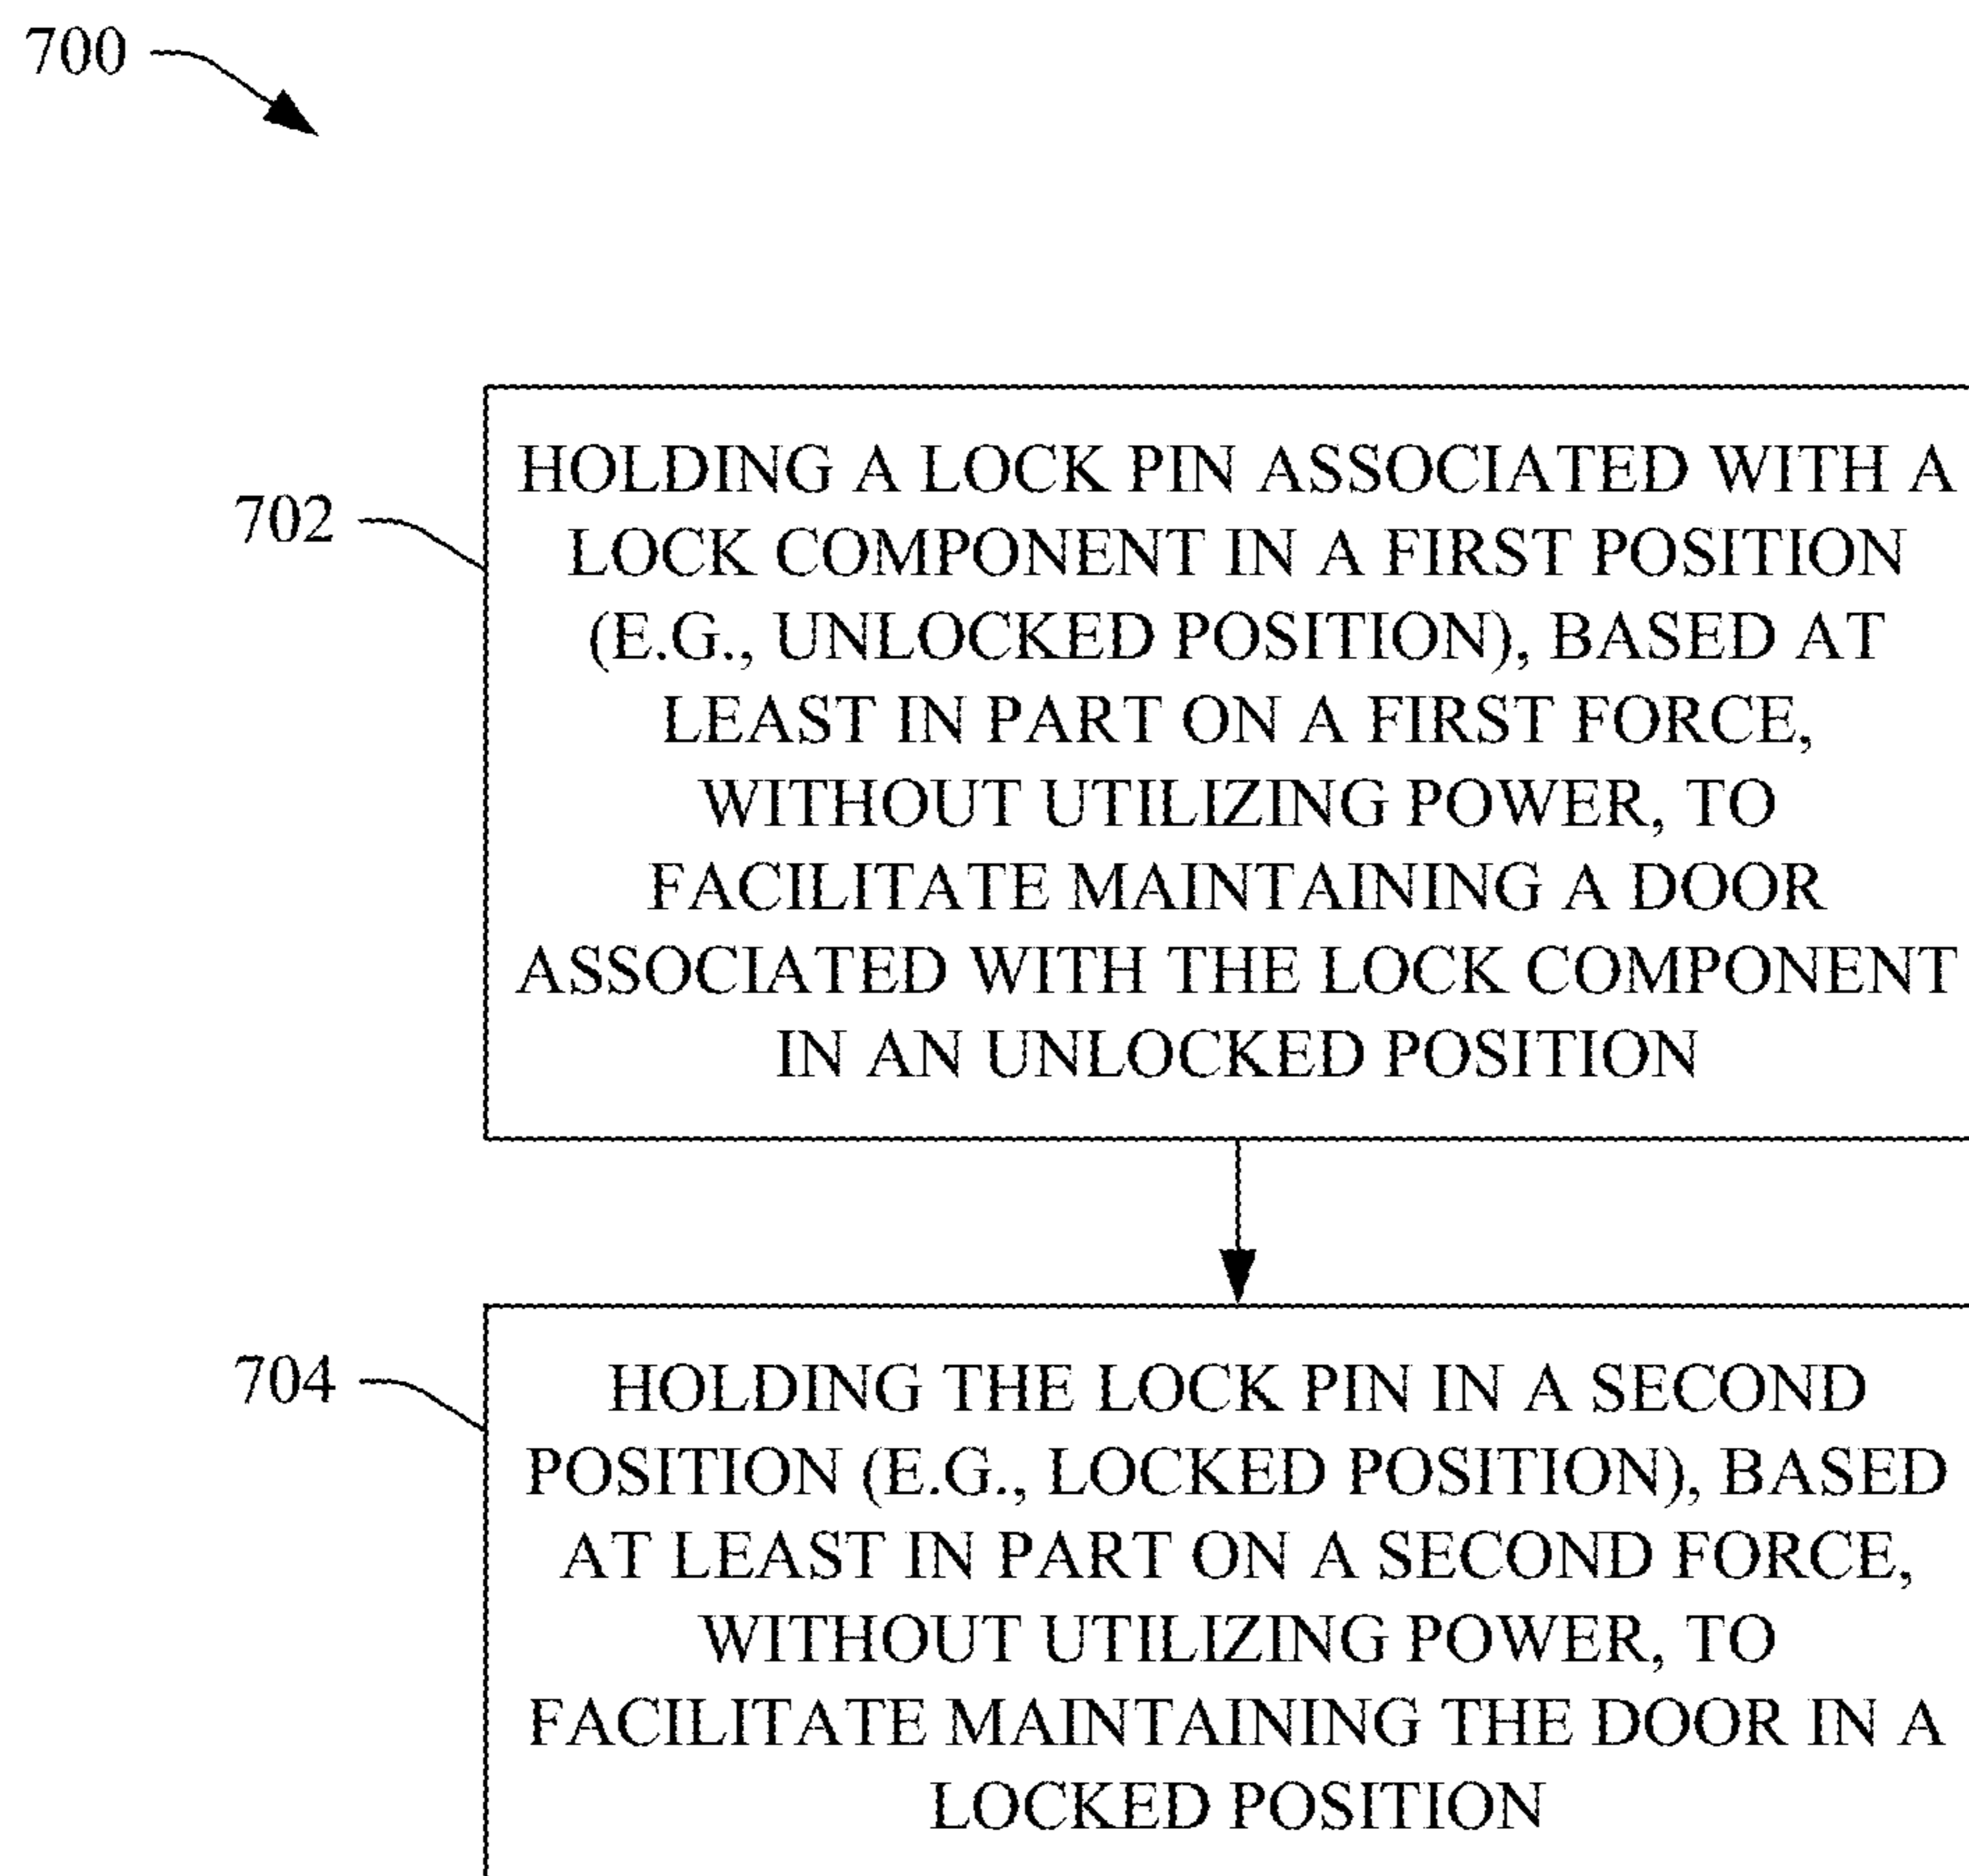 700
702
HOLDING A LOCK PIN ASSOCIATED WITH A
LOCK COMPONENT IN A FIRST POSITION
(E.G., UNLOCKED POSITION), BASED AT
LEAST IN PART ON A FIRST FORCE,
WITHOUT UTILIZING POWER, TO
FACILITATE MAINTAINING A DOOR
ASSOCIATED WITH THE LOCK COMPONENT
IN AN UNLOCKED POSITION
704
HOLDING THE LOCK PIN IN A SECOND
POSITION (E.G., LOCKED POSITION), BASED
AT LEAST IN PART ON A SECOND FORCE,
WITHOUT UTILIZING POWER, TO
FACILITATE MAINTAINING THE DOOR IN A
LOCKED POSITION